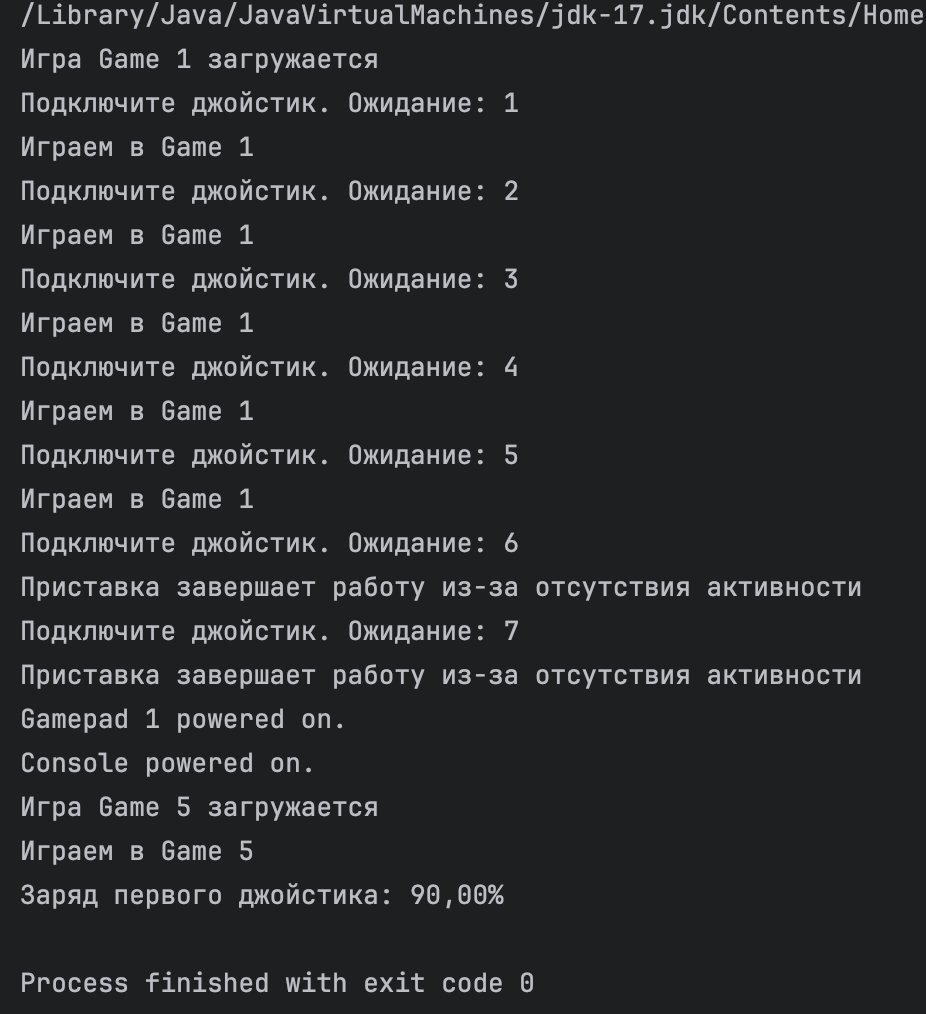 /Library/Java/JavaVirtualMachines/jdk-17.jdk/Contents/Home
Игра Game 1 загружается
Подключите джойстик. Ожидание: 1
Играем в Game 1
Подключите джойстик. Ожидание: 2
Играем в Game 1
Подключите джойстик. Ожидание: 3
Играем в Game 1
Подключите джойстик. Ожидание: 4
Играем в Game 1
Подключите джойстик. Ожидание: 5
Играем в Game 1
Подключите джойстик. Ожидание: 6
Приставка завершает работу из-за отсутствия активности
Подключите джойстик. Ожидание: 7
Приставка завершает работу из-за отсутствия активности
Gamepad 1 powered on.
Console powered on.
Игра Game 5 загружается
Играем в Game 5
Заряд первого джойстика: 90,00%
Process finished with exit code 0